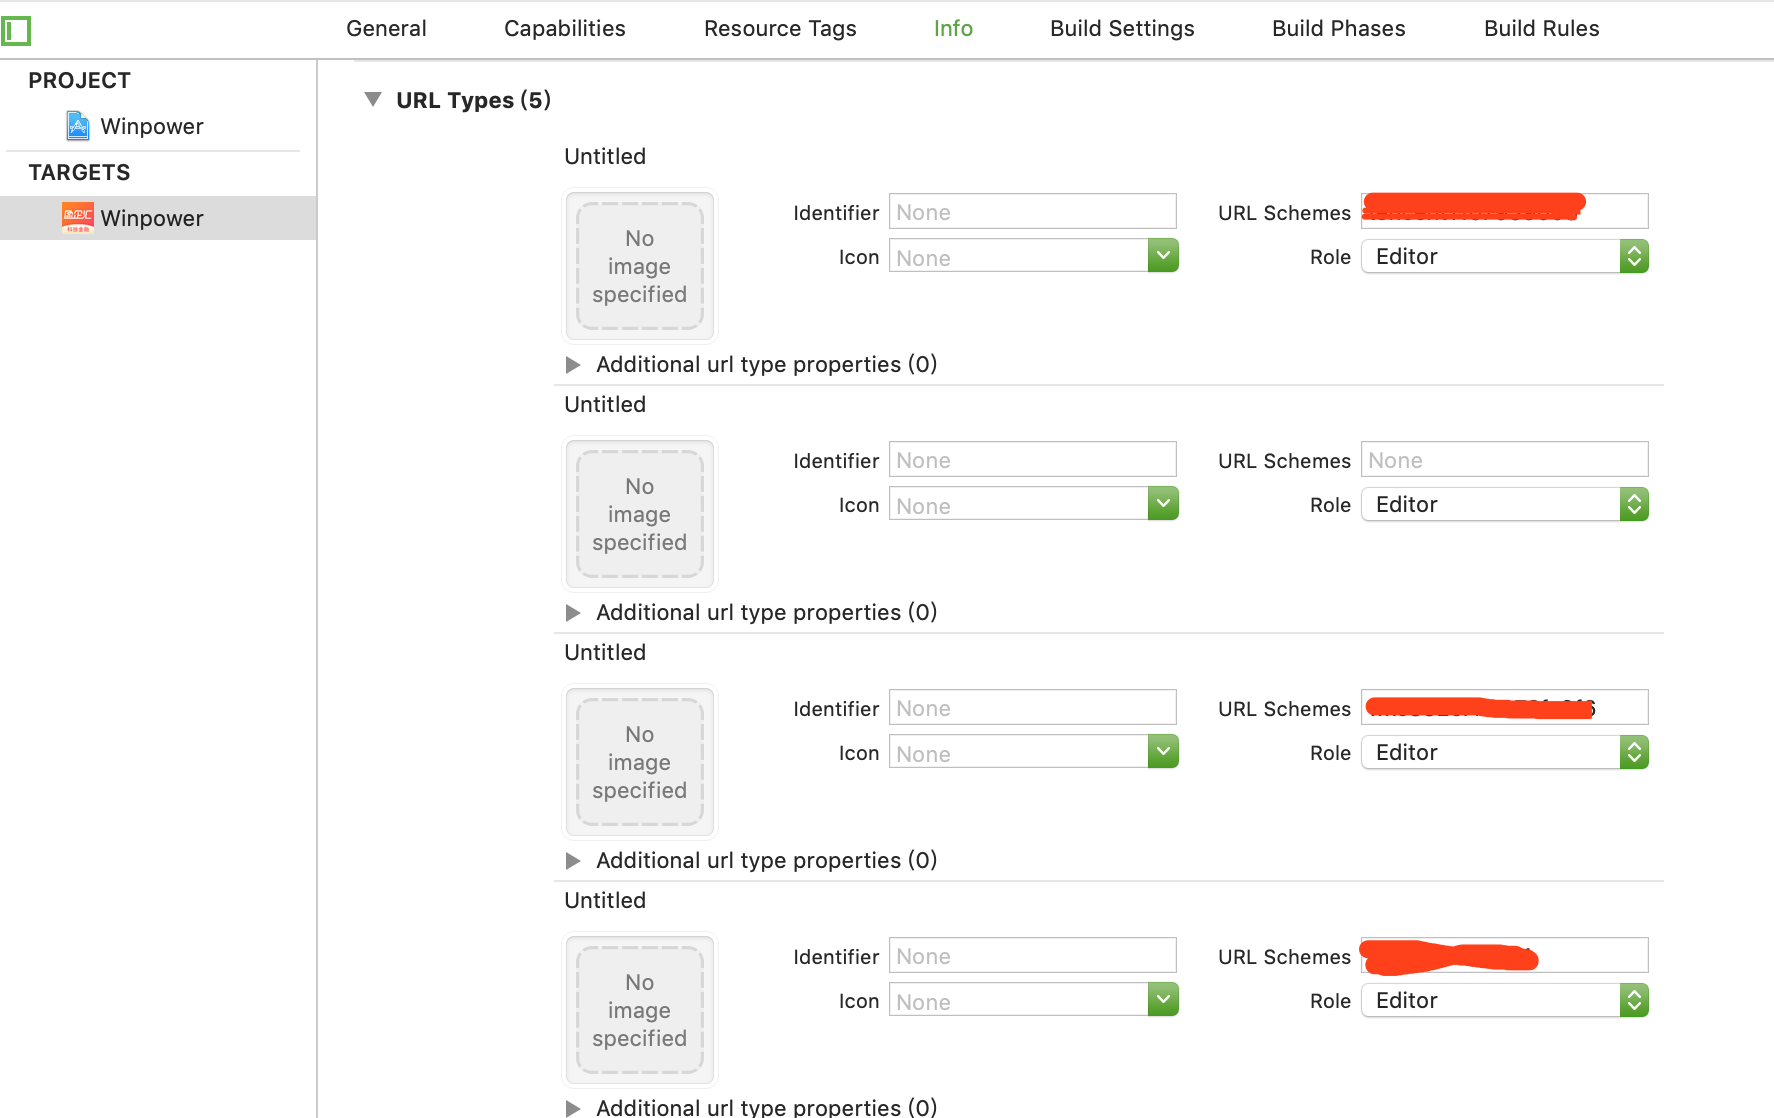 General Capabilities Resource Tags Info Build Settings Build Phases Build Rules
PROJECT
Winpower
TARGETS
Winpower
URL Types (5)
Untitled
No
image
specified
Identifier None URL Schemes
Icon None Role Editor
Additional url type properties (0)
Untitled
No
image
specified
Identifier None URL Schemes None
Icon None Role Editor
Additional url type properties (0)
Untitled
No
image
specified
Identifier None URL Schemes
Icon None Role Editor
Additional url type properties (0)
Untitled
No
image
specified
Identifier None URL Schemes
Icon None Role Editor
Additional url type properties (0)